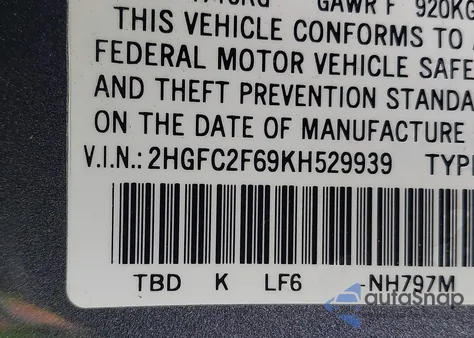 GAWR F 920KG
THIS VEHICLE CONFORMS TO
FEDERAL MOTOR VEHICLE SAFE
AND THEFT PREVENTION STANDA
ON THE DATE OF MANUFACTURE
V.I.N.: 2HGFC2F69KH529939 TYPE
TBD K LF6 -NH797M
autoSnap